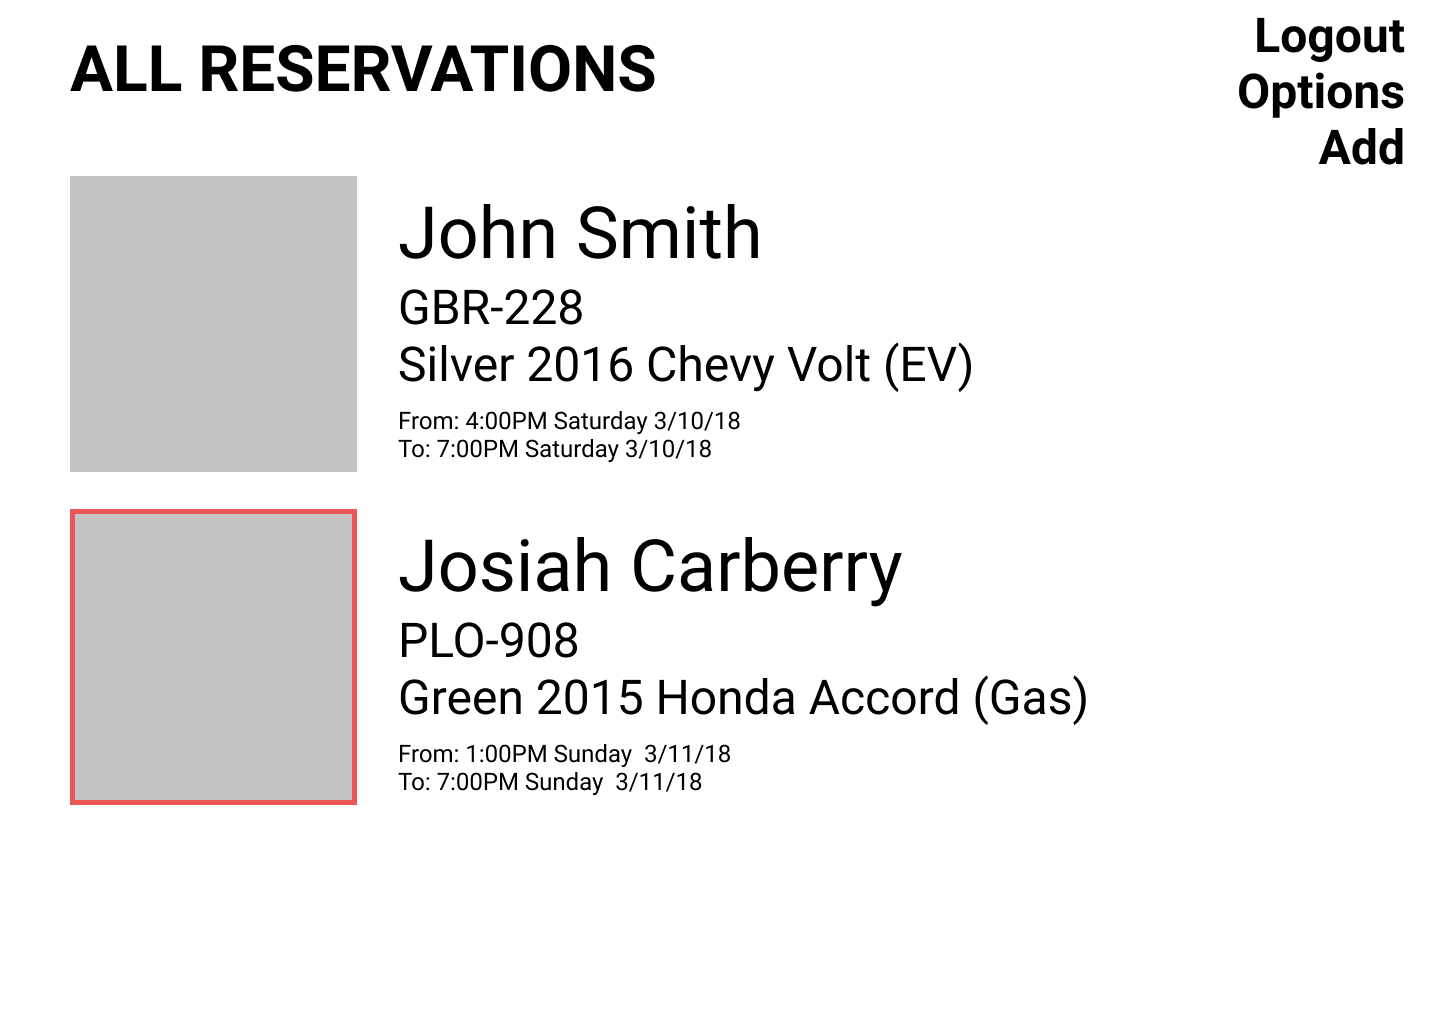 ALL RESERVATIONS
Logout
Options
Add
John Smith
GBR-228
Silver 2016 Chevy Volt (EV)
From: 4:00PM Saturday 3/10/18
To: 7:00PM Saturday 3/10/18
Josiah Carberry
PLO-908
Green 2015 Honda Accord (Gas)
From: 1:00PM Sunday  3/11/18
To: 7:00PM Sunday  3/11/18